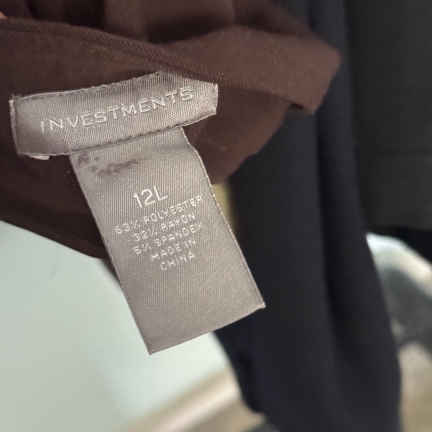 INVESTMENTS
12L
63% POLYESTER
32% RAYON
5% SPANDEX
MADE IN
CHINA